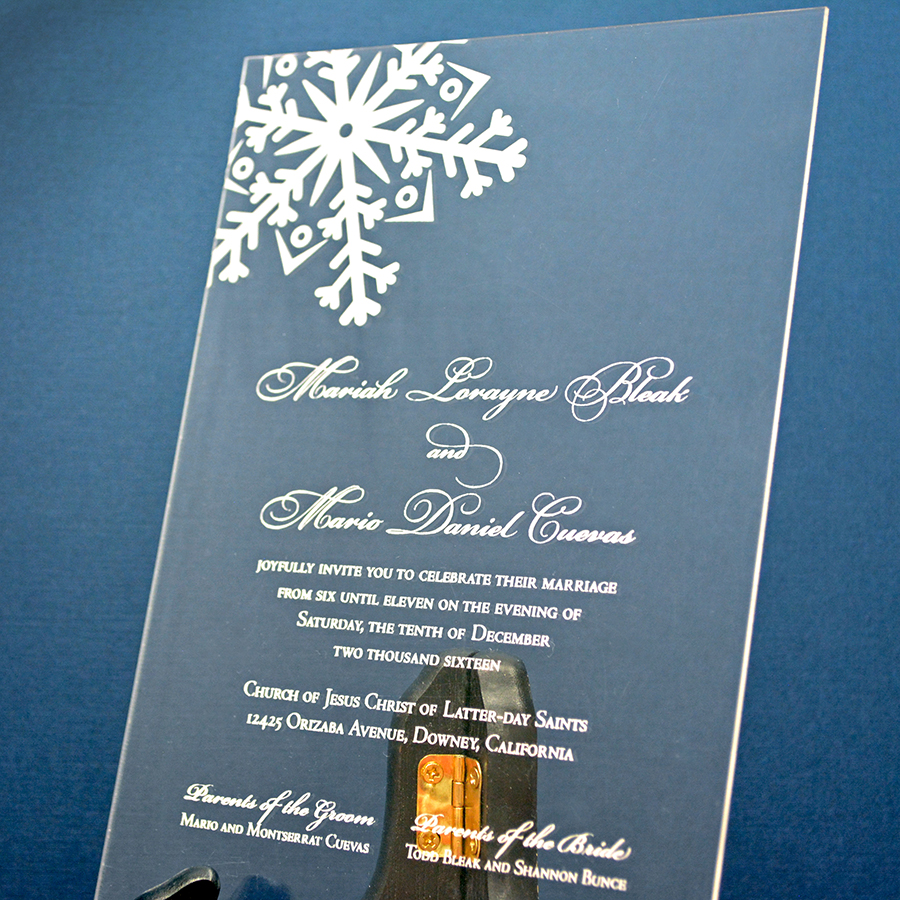 Mariah Lorayne Bleak
and
Mario Daniel Cuevas
JOYFULLY INVITE YOU TO CELEBRATE THEIR MARRIAGE
FROM SIX UNTIL ELEVEN ON THE EVENING OF
SATURDAY, THE TENTH OF DECEMBER
TWO THOUSAND SIXTEEN
CHURCH OF JESUS CHRIST OF LATTER-DAY SAINTS
12425 ORIZABA AVENUE, DOWNEY, CALIFORNIA
Parents of the Groom
MARIO AND MONTSERRAT CUEVAS
Parents of the Bride
TODD BLEAK AND SHANNON BUNCE